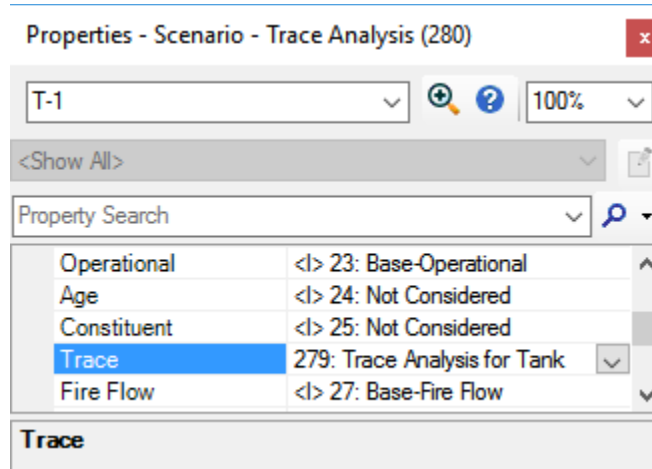 Properties - Scenario - Trace Analysis (280)
x
T-1
100%
<Show All>
Property Search
Operational <I> 23: Base-Operational
Age <I> 24: Not Considered
Constituent <I> 25: Not Considered
Trace 279: Trace Analysis for Tank
Fire Flow <I> 27: Base-Fire Flow
Trace